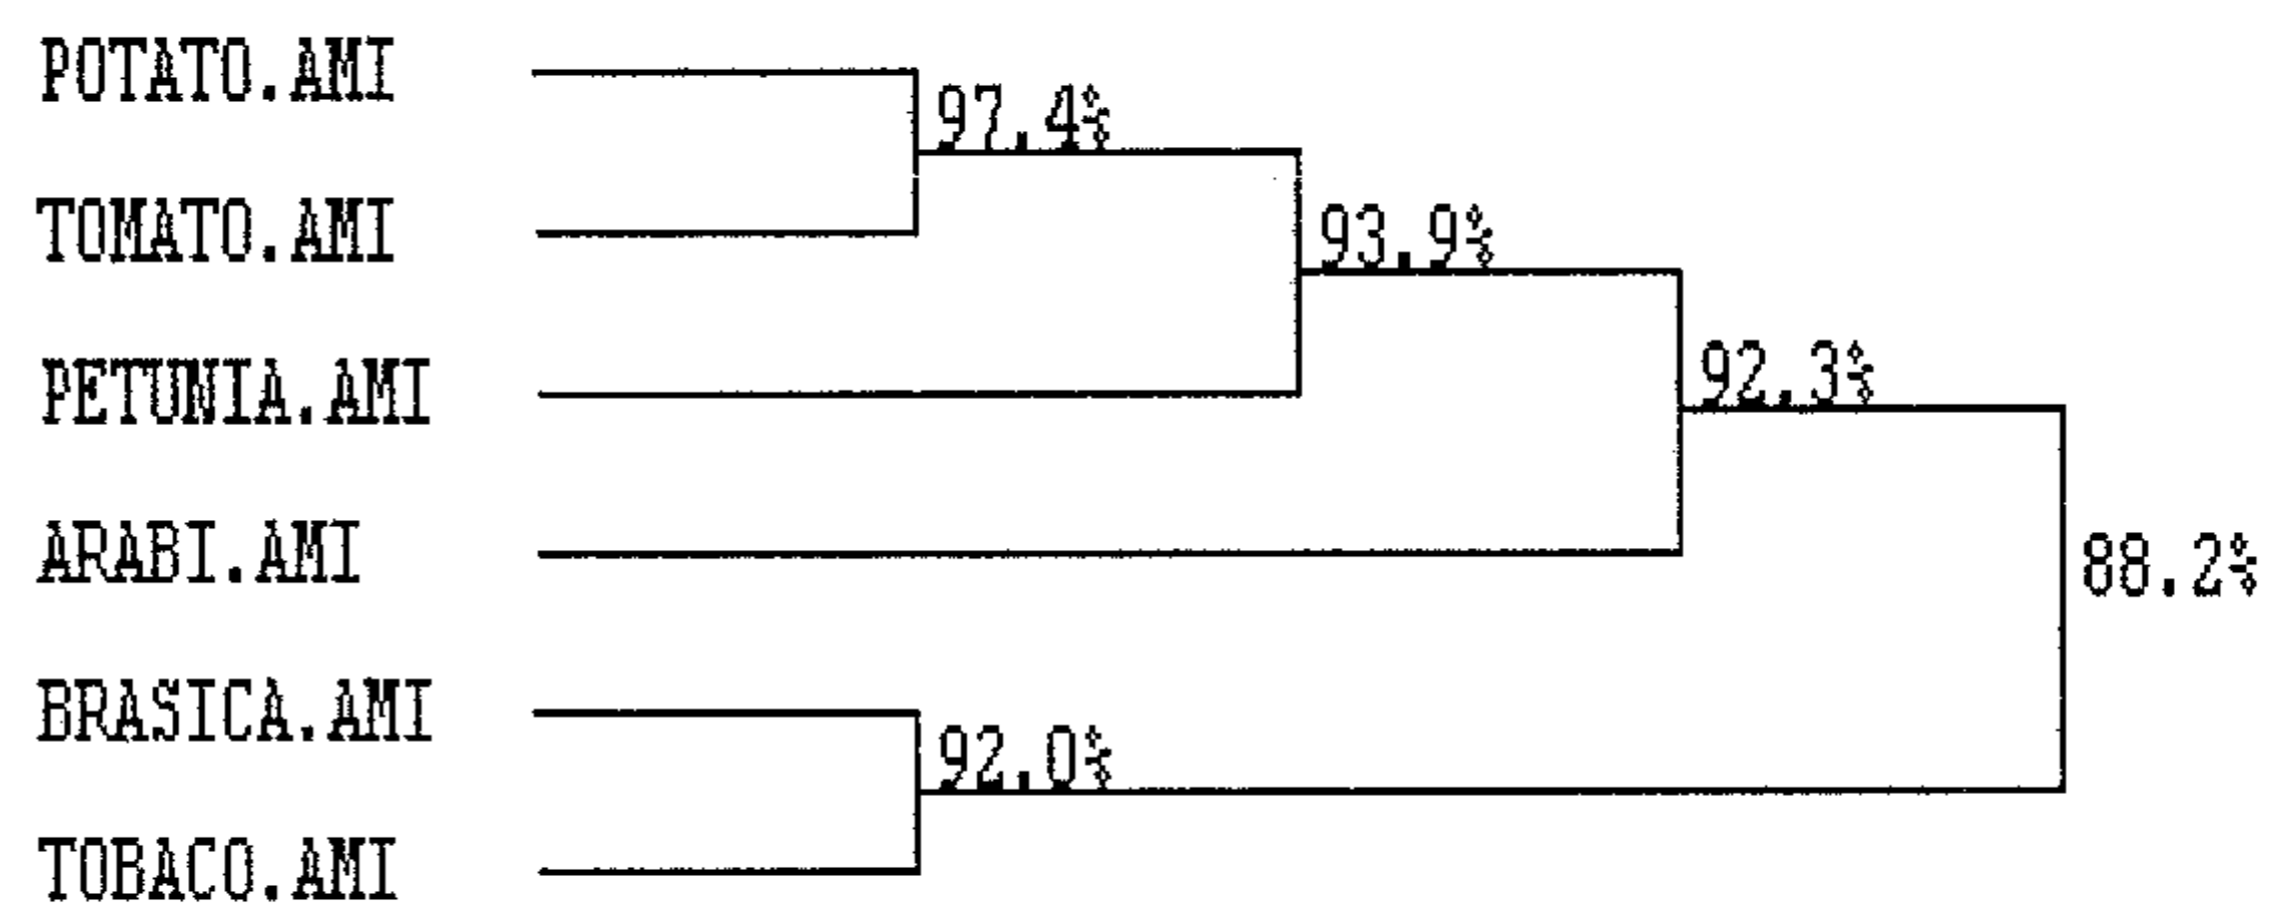 POTATO.AMI
97.4%
TOMATO.AMI
93.9%
PETUNIA.AMI
92.3%
ARABI.AMI
88.2%
BRASICA.AMI
92.0%
TOBACO.AMI